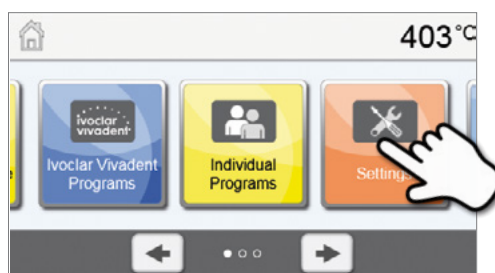 403°C
ivoclar
vivadent
Ivoclar Vivadent
Programs
Individual
Programs
Settings